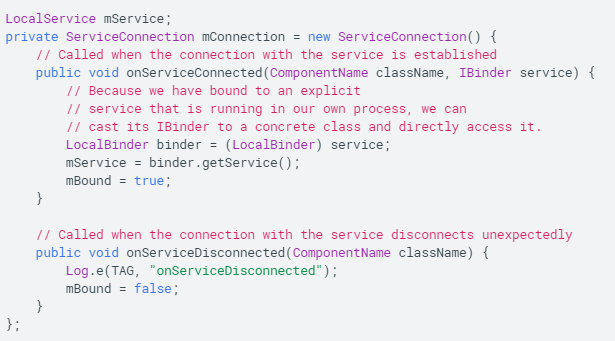 LocalService mService;
private ServiceConnection mConnection = new ServiceConnection() {
    // Called when the connection with the service is established
    public void onServiceConnected(ComponentName className, IBinder service) {
        // Because we have bound to an explicit
        // service that is running in our own process, we can
        // cast its IBinder to a concrete class and directly access it.
        LocalBinder binder = (LocalBinder) service;
        mService = binder.getService();
        mBound = true;
    }

    // Called when the connection with the service disconnects unexpectedly
    public void onServiceDisconnected(ComponentName className) {
        Log.e(TAG, "onServiceDisconnected");
        mBound = false;
    }
};